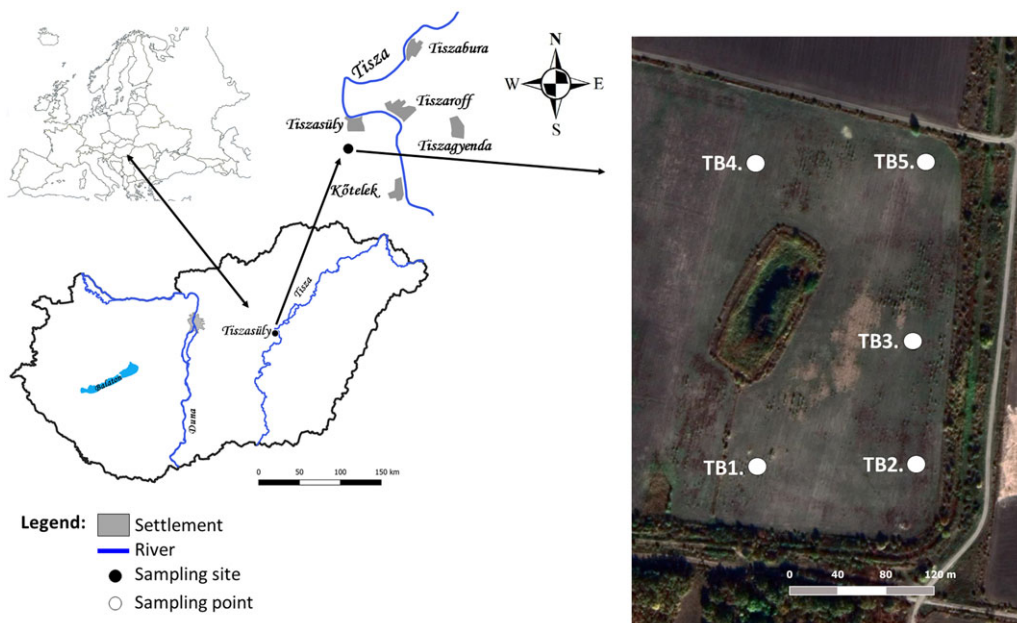 Tisza
Tiszabura
Tiszaroff
Tiszasüly
Tiszagyenda
Kőtelek
N
W E
S
Tisza
Tiszasüly
Balaton
Duna
0 50 100 150 km
Legend:
Settlement
River
Sampling site
Sampling point
TB4.
TB5.
TB3.
TB1.
TB2.
0 40 80 120 m